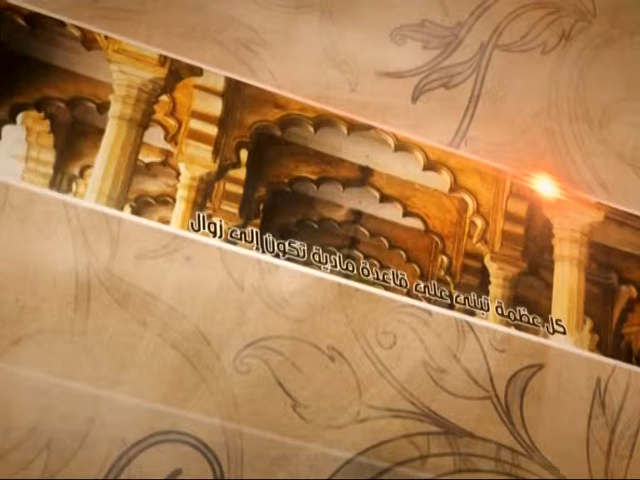 كل عظمة تبنى على قاعدة مادية تكون إلى زوال